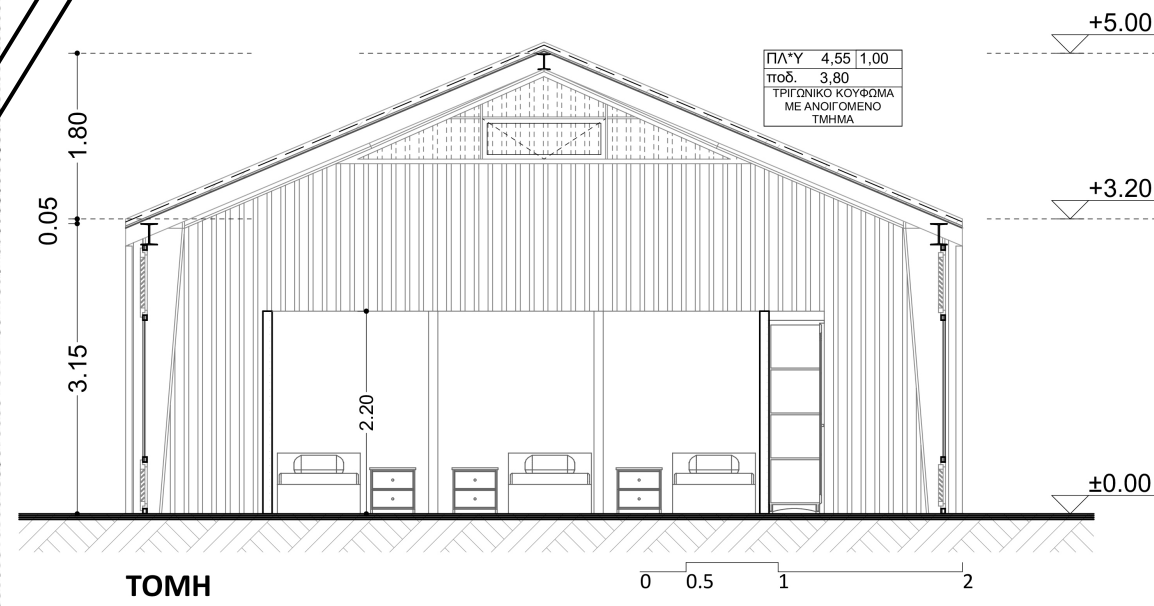 +5.00
ΠΛ*Υ 4,55 1,00
ποδ. 3,80
ΤΡΙΓΩΝΙΚΟ ΚΟΥΦΩΜΑ
ΜΕ ΑΝΟΙΓΟΜΕΝΟ
ΤΜΗΜΑ
1.80
+3.20
0.05
3.15
2.20
±0.00
ΤΟΜΗ
0 0.5 1 2